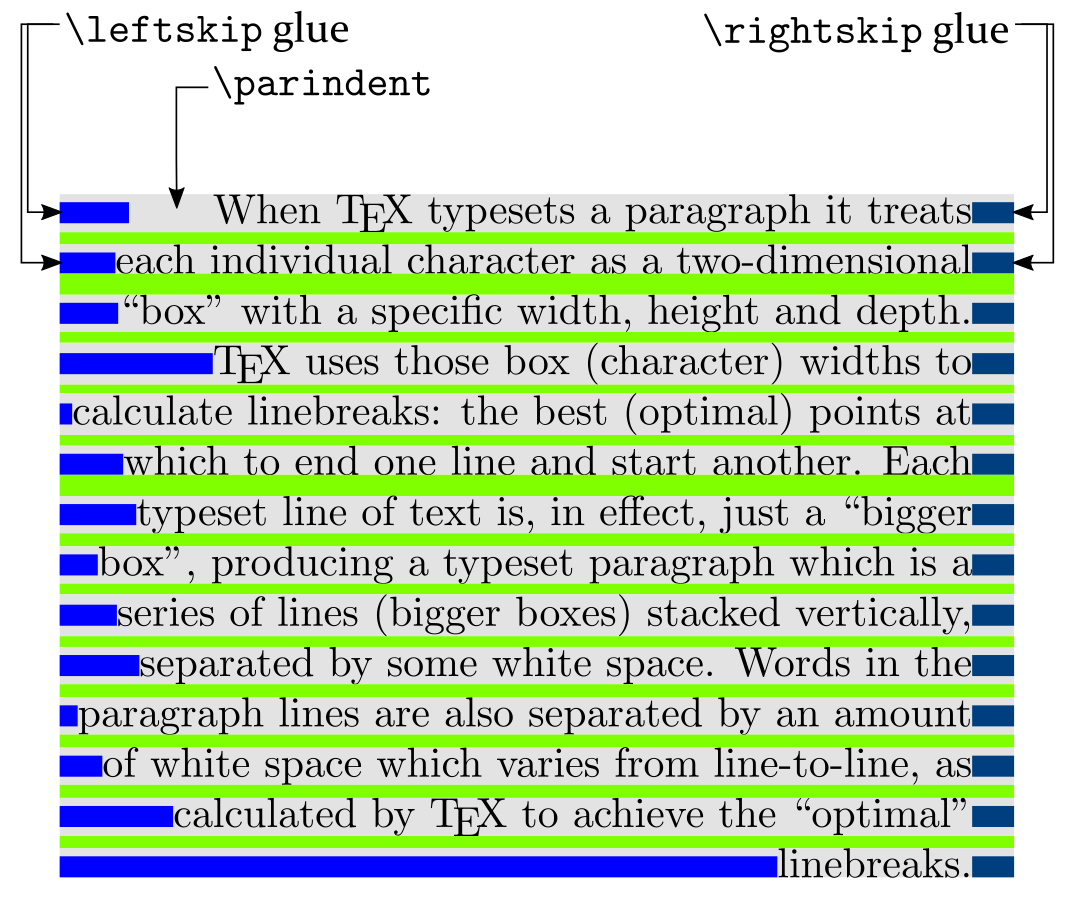 \leftskip glue
\rightskip glue
\parindent
When TEX typesets a paragraph it treats
each individual character as a two-dimensional
“box” with a specific width, height and depth.
TEX uses those box (character) widths to
calculate linebreaks: the best (optimal) points at
which to end one line and start another. Each
typeset line of text is, in effect, just a “bigger
box”, producing a typeset paragraph which is a
series of lines (bigger boxes) stacked vertically,
separated by some white space. Words in the
paragraph lines are also separated by an amount
of white space which varies from line-to-line, as
calculated by TEX to achieve the “optimal”
linebreaks.